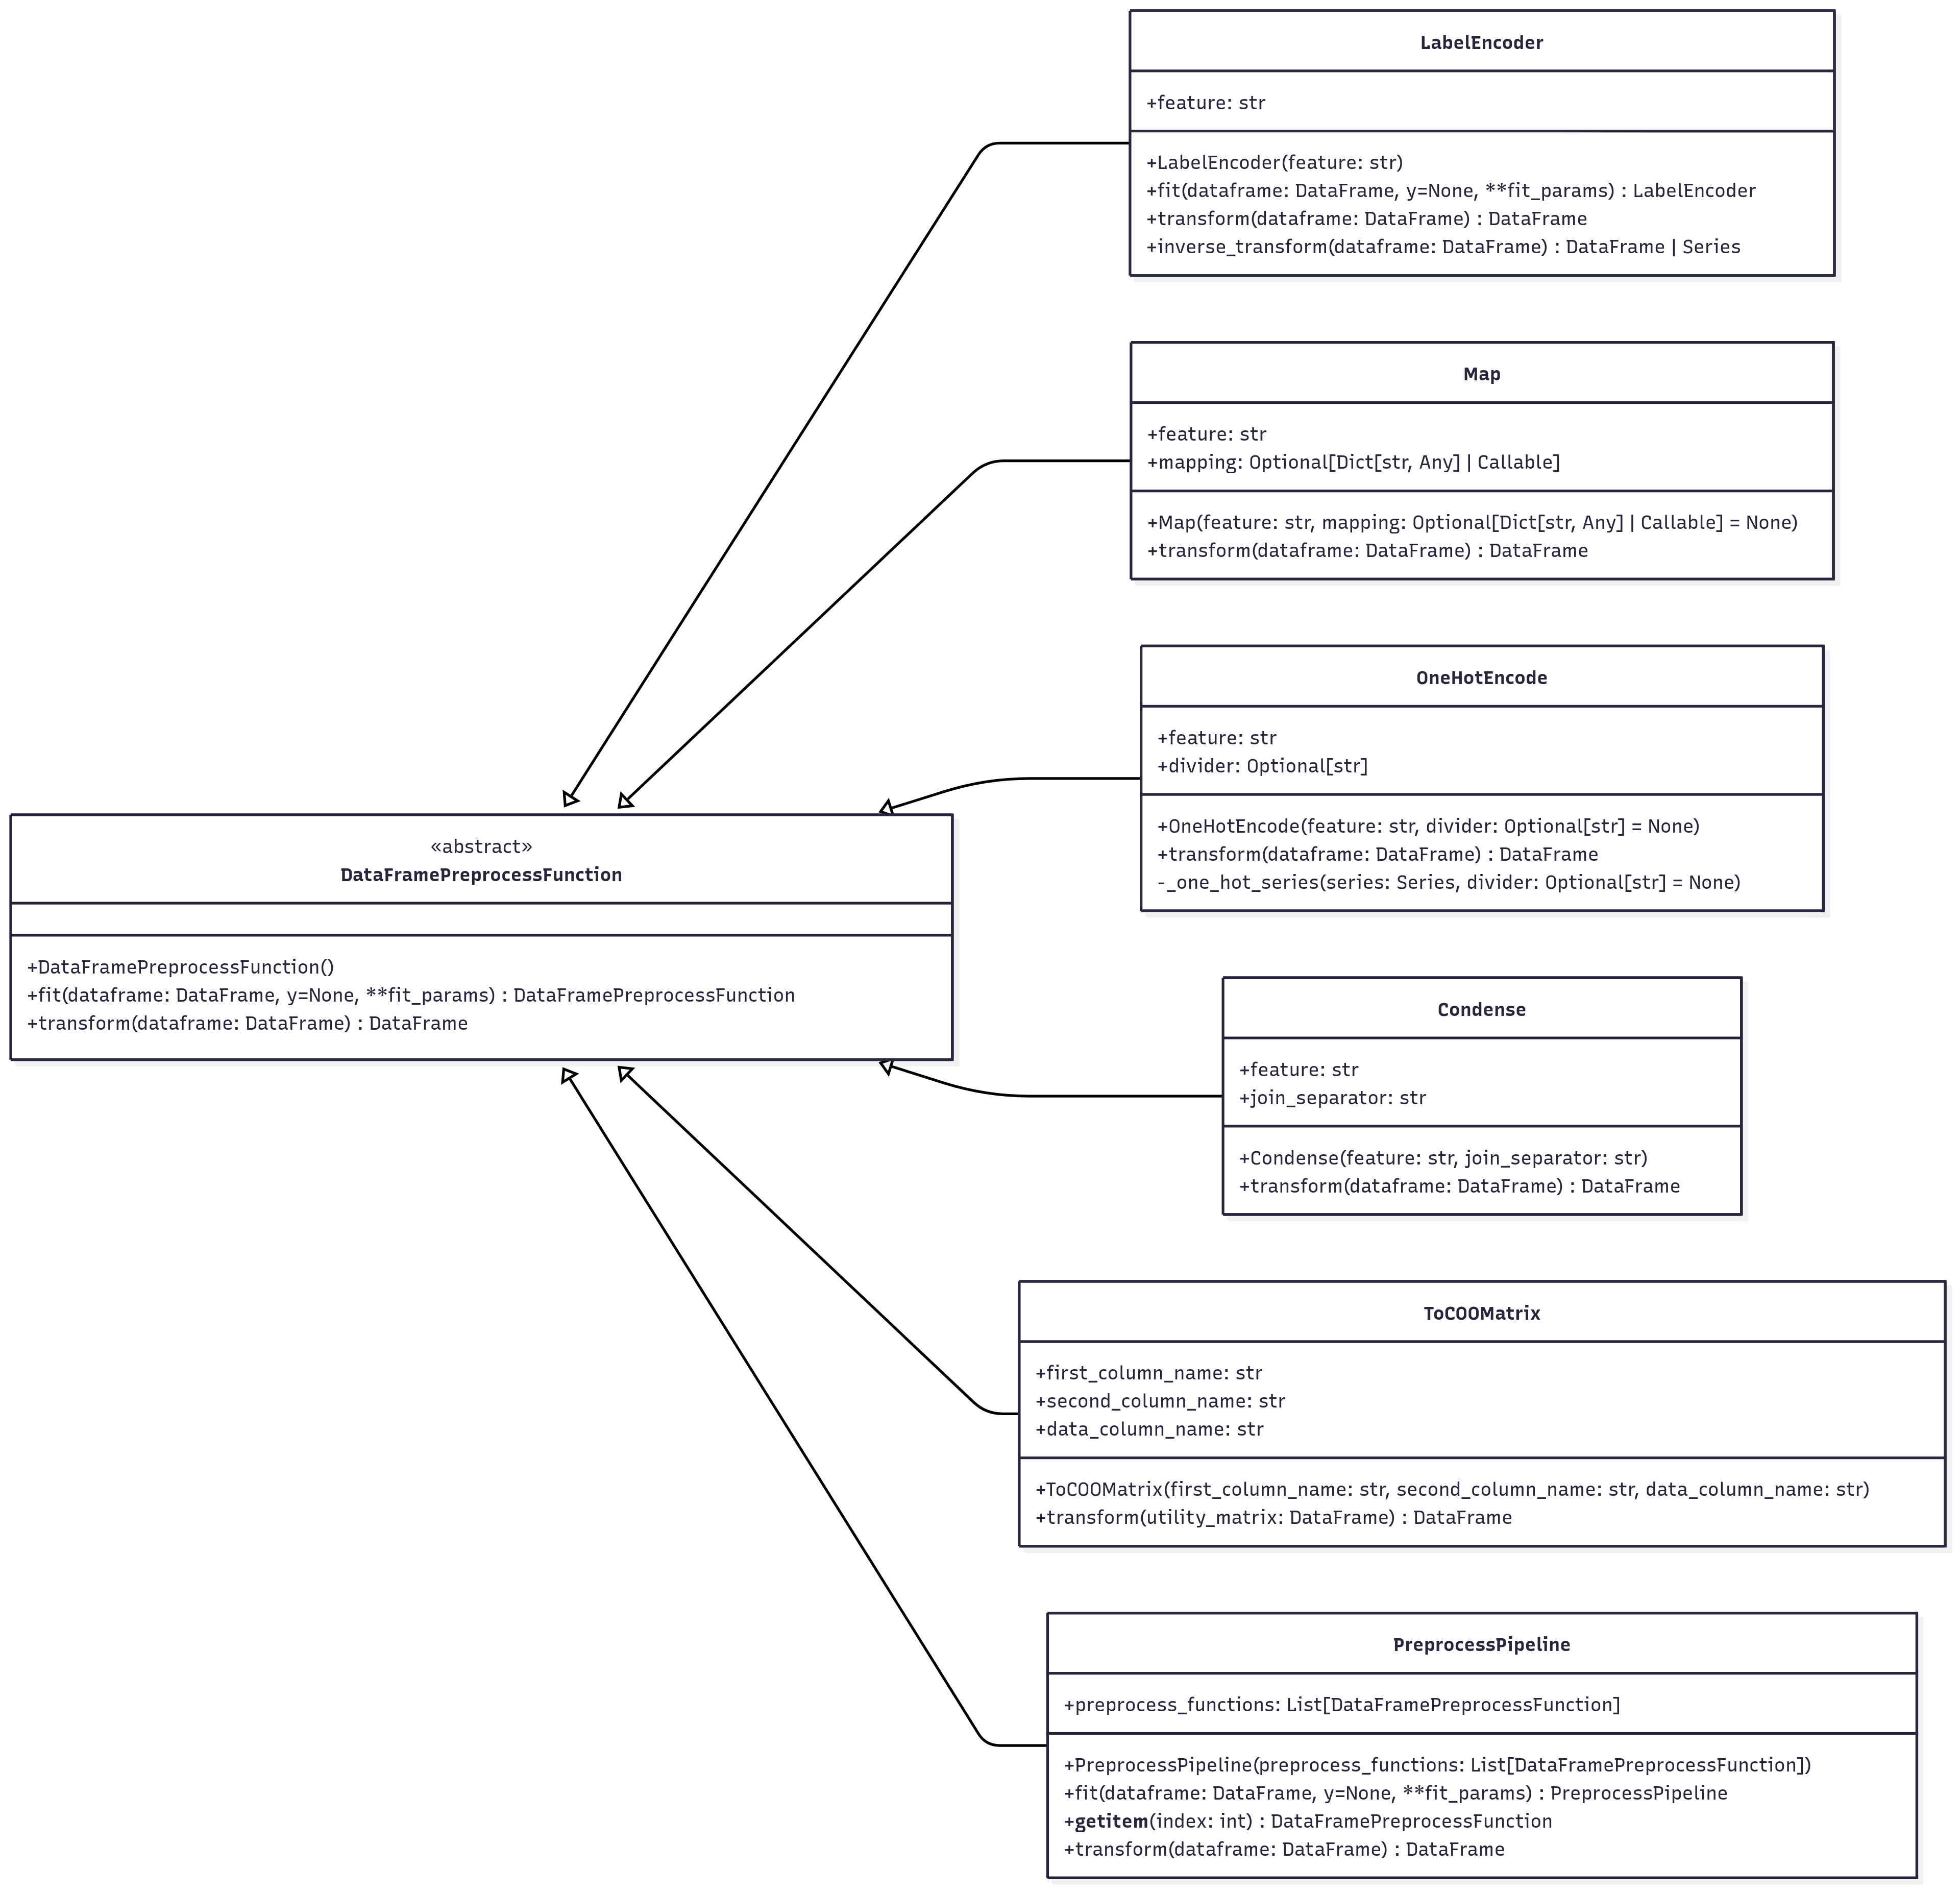 LabelEncoder
+feature: str
+LabelEncoder(feature: str)
+fit(dataframe: DataFrame, y=None, **fit_params) : LabelEncoder
+transform(dataframe: DataFrame) : DataFrame
+inverse_transform(dataframe: DataFrame) : DataFrame | Series
Map
+feature: str
+mapping: Optional[Dict[str, Any] | Callable]
+Map(feature: str, mapping: Optional[Dict[str, Any] | Callable] = None)
+transform(dataframe: DataFrame) : DataFrame
OneHotEncode
+feature: str
+divider: Optional[str]
+OneHotEncode(feature: str, divider: Optional[str] = None)
+transform(dataframe: DataFrame) : DataFrame
-_one_hot_series(series: Series, divider: Optional[str] = None)
«abstract»
DataFramePreprocessFunction
+DataFramePreprocessFunction()
+fit(dataframe: DataFrame, y=None, **fit_params) : DataFramePreprocessFunction
+transform(dataframe: DataFrame) : DataFrame
Condense
+feature: str
+join_separator: str
+Condense(feature: str, join_separator: str)
+transform(dataframe: DataFrame) : DataFrame
ToCOOMatrix
+first_column_name: str
+second_column_name: str
+data_column_name: str
+ToCOOMatrix(first_column_name: str, second_column_name: str, data_column_name: str)
+transform(utility_matrix: DataFrame) : DataFrame
PreprocessPipeline
+preprocess_functions: List[DataFramePreprocessFunction]
+PreprocessPipeline(preprocess_functions: List[DataFramePreprocessFunction])
+fit(dataframe: DataFrame, y=None, **fit_params) : PreprocessPipeline
+getitem(index: int) : DataFramePreprocessFunction
+transform(dataframe: DataFrame) : DataFrame